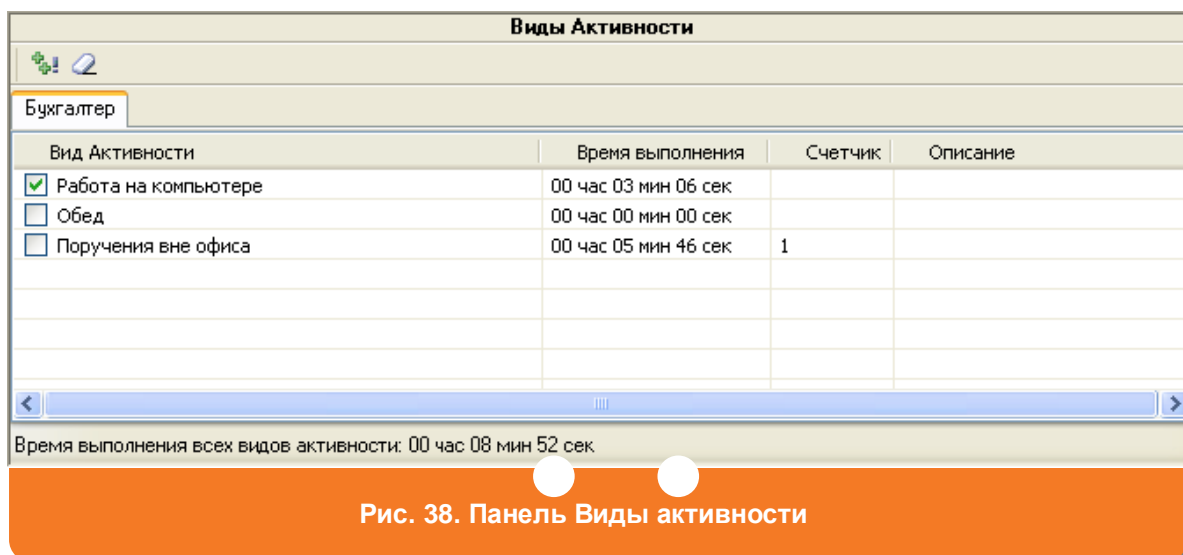 Виды Активности
Бухгалтер
Вид Активности Время выполнения Счетчик Описание
Работа на компьютере 00 час 03 мин 06 сек
Обед 00 час 00 мин 00 сек
Поручения вне офиса 00 час 05 мин 46 сек 1
Время выполнения всех видов активности: 00 час 08 мин 52 сек
Рис. 38. Панель Виды активности